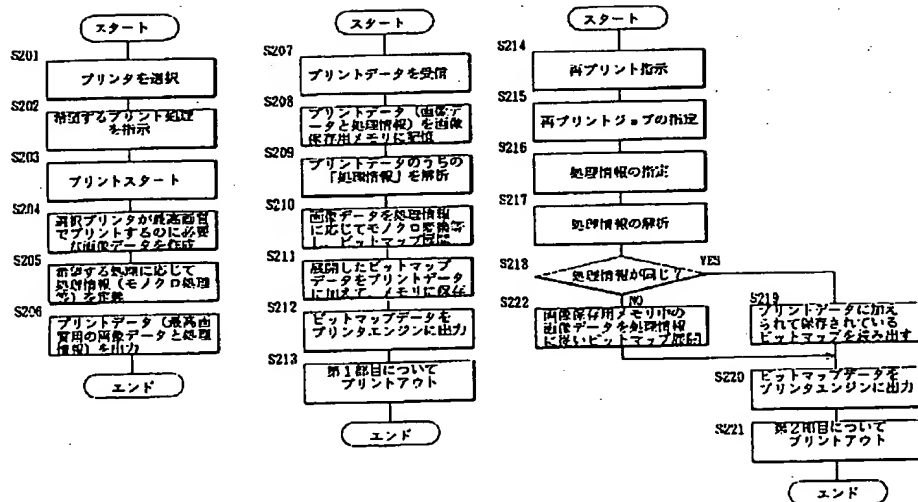 スタート
S201
プリンタを選択
S202
希望するプリント処理
を指示
S203
プリントスタート
S204
選択プリンタが最高画質
でプリントするのに必要
な画像データを作成
S205
希望する処理に応じて
処理情報(モノクロ処理
等)を定義
S206
プリントデータ(最高画
質用の画像データと処理
情報)を出力
エンド
スタート
S207
プリントデータを受信
S208
プリントデータ(画像デ
ータと処理情報)を画像
保存用メモリに記憶
S209
プリントデータのうちの
「処理情報」を解析
S210
画像データを処理情報
に応じてモノクロ変換等
し、ビットマップ展開
S211
展開したビットマップ
データをプリントデータ
に加えて、メモリに保存
S212
ビットマップデータを
プリンタエンジンに出力
S213
第1部目について
プリントアウト
エンド
スタート
S214
再プリント指示
S215
再プリントジョブの指定
S216
処理情報の指定
S217
処理情報の解析
S218
処理情報が同じ?
YES
NO
S222
画像保存用メモリ中の
画像データを処理情報
に従いビットマップ展開
S219
プリントデータに加え
られて保存されている
ビットマップを読み出す
S220
ビットマップデータを
プリンタエンジンに出力
S221
第2部目について
プリントアウト
エンド